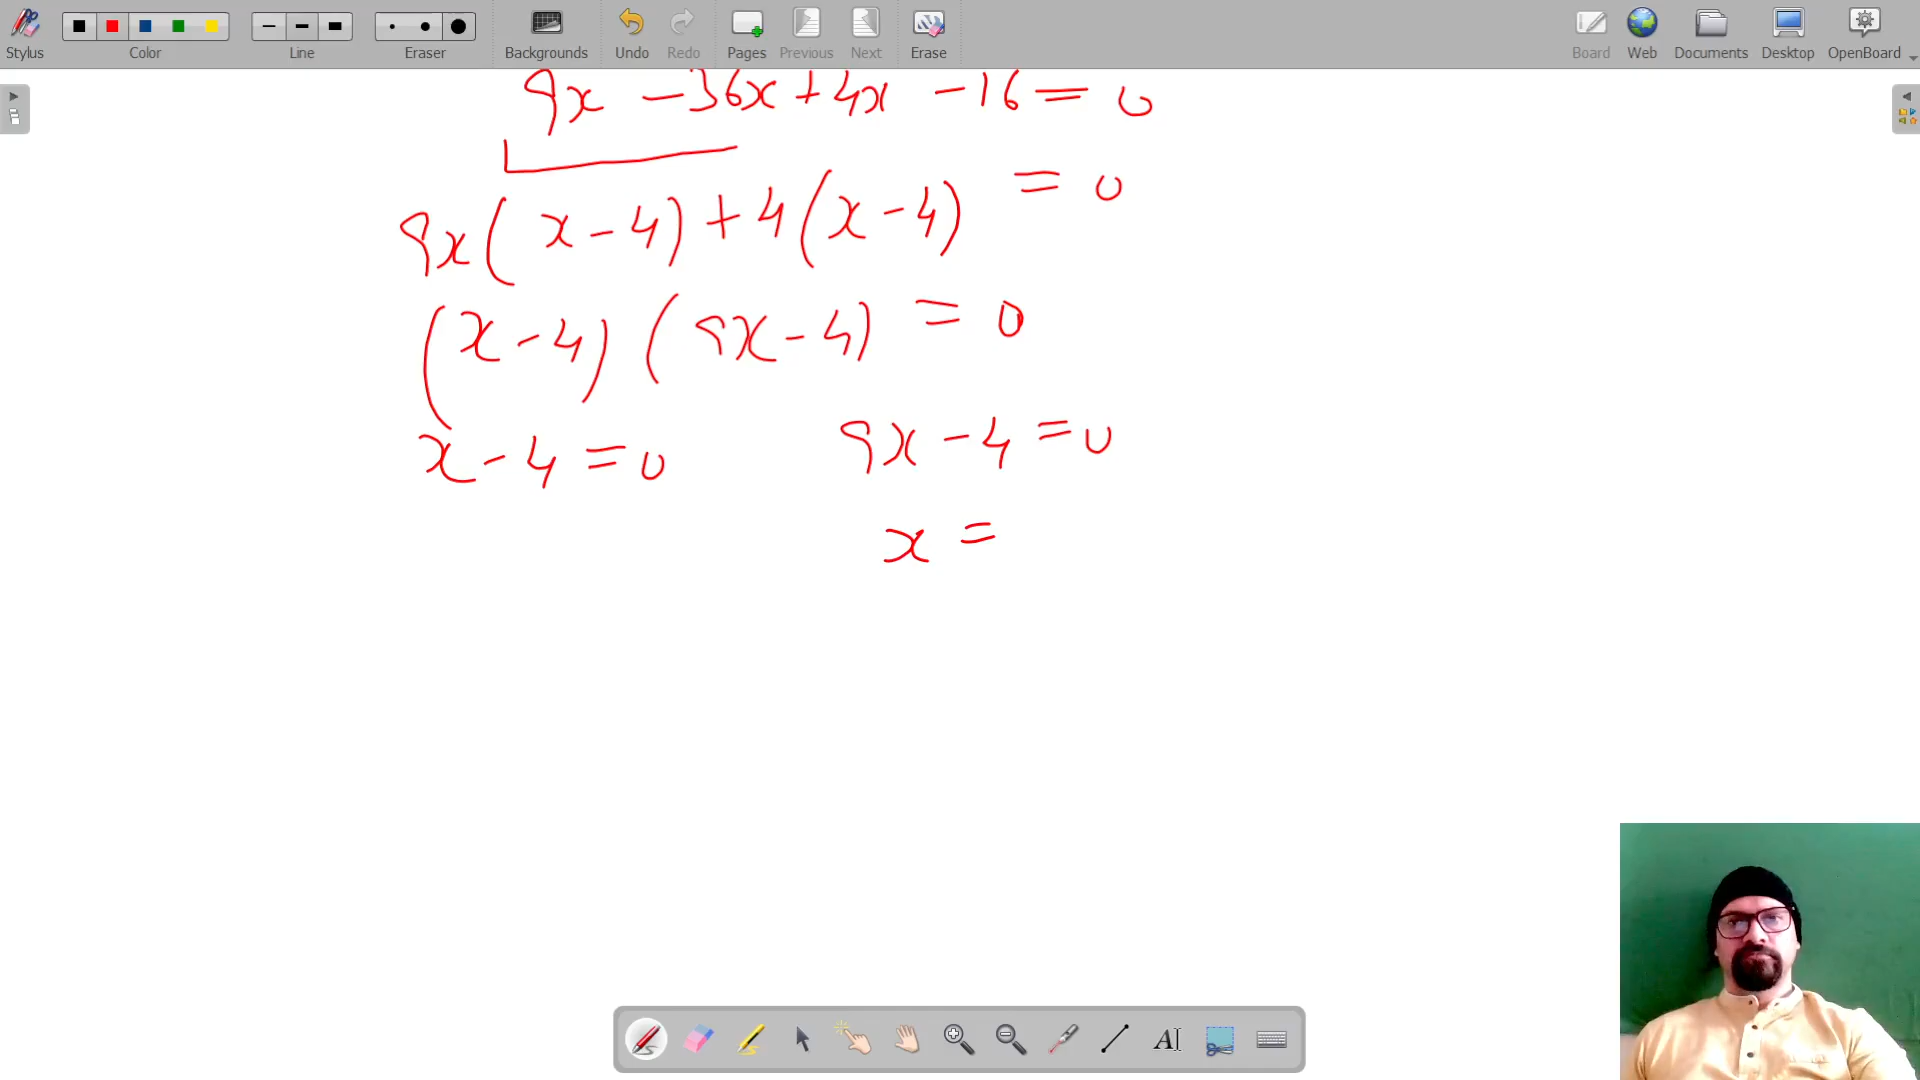 Stylus Color Line Eraser Backgrounds Undo Redo Pages Previous Next Erase Board Web Documents Desktop OpenBoard
9x - 36x + 4x - 16 = 0
9x( x - 4) + 4 (x - 4) = 0
(x - 4) (9x - 4) = 0
x - 4 = 0 9x - 4 = 0
x =
AI